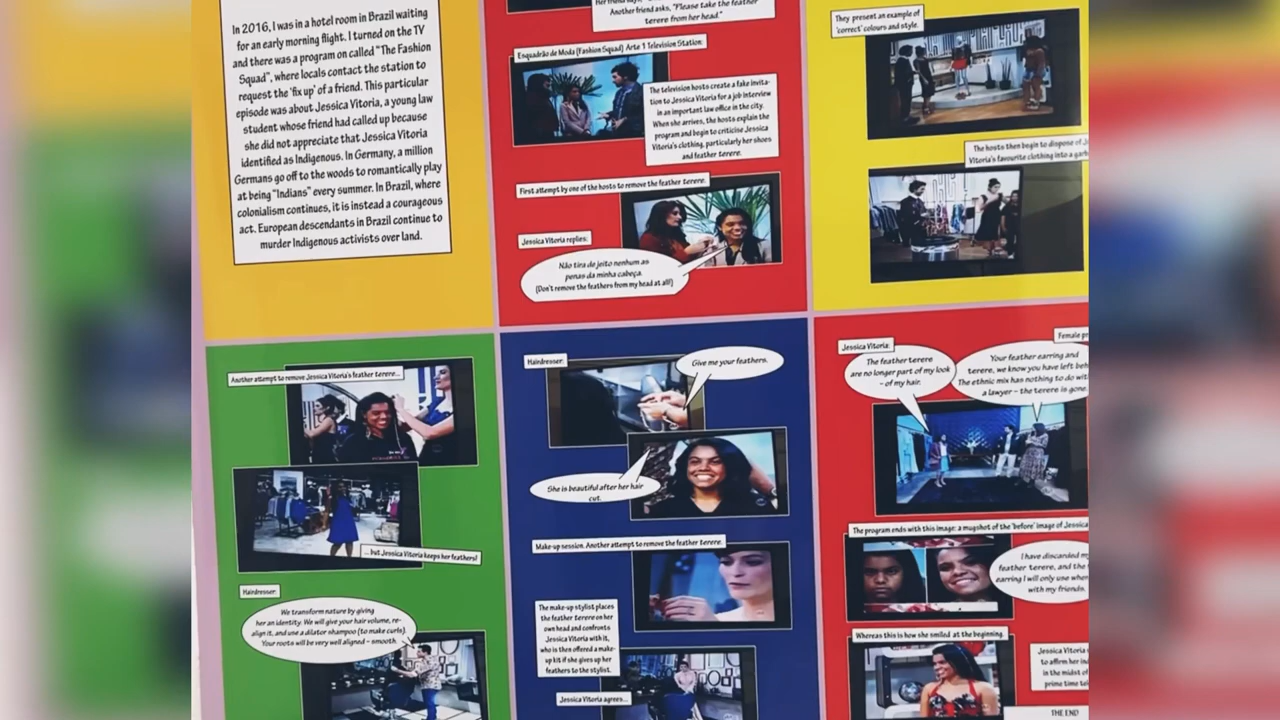 In 2016, I was in a hotel room in Brazil waiting
for an early morning flight. I turned on the TV
and there was a program on called "The Fashion
Squad", where locals contact the station to
request the 'fix up' of a friend. This particular
episode was about Jessica Vitoria, a young law
student whose friend had called up because
she did not appreciate that Jessica Vitoria
identified as Indigenous. In Germany, a million
Germans go off to the woods to romantically play
at being "Indians" every summer. In Brazil, where
colonialism continues, it is instead a courageous
act. European descendants in Brazil continue to
murder Indigenous activists over land.
Another friend asks, "Please take the feather
terere from her head."
Esquadrão de Moda (Fashion Squad) Arte 1 Television Station:
The television hosts create a fake invita-
tion to Jessica Vitoria for a job interview
in an important law office in the city.
When she arrives, the hosts explain the
program and begin to criticise Jessica
Vitoria's clothing, particularly her shoes
and feather terere.
First attempt by one of the hosts to remove the feather terere:
Jessica Vitoria replies:
Não tira de jeito nenhum as
penas da minha cabeça.
(Don't remove the feathers from my head at all!)
They present an example of
'correct' colours and style.
The hosts then begin to dispose of
Vitoria's favourite clothing into a
Another attempt to remove Jessica Vitoria's feather terere...
... but Jessica Vitoria keeps her feathers!
Hairdresser:
We transform nature by giving
her an identity. We will give your hair volume, re-
align it, and use a dilator shampoo (to make curls).
Your roots will be very well aligned – smooth.
Hairdresser:
Give me your feathers.
She is beautiful after her hair
cut.
Make-up session. Another attempt to remove the feather terere.
The make-up stylist places
the feather terere on her
own head and confronts
Jessica Vitoria with it,
who is then offered a make-
up kit if she gives up her
feathers to the stylist.
Jessica Vitoria agrees...
Jessica Vitoria:
The feather terere
are no longer part of my look
– of my hair.
Female
Your feather earring and
terere, we know you have left
The ethnic mix has nothing to do
a lawyer – the terere is gone.
The program ends with this image: a mugshot of the 'before' image of Jessica
I have discarded
feather terere, and the
earring I will only use
with my friends.
Whereas this is how she smiled at the beginning.
Jessica Vitoria
to affirm her
in the midst of
prime time
THE END